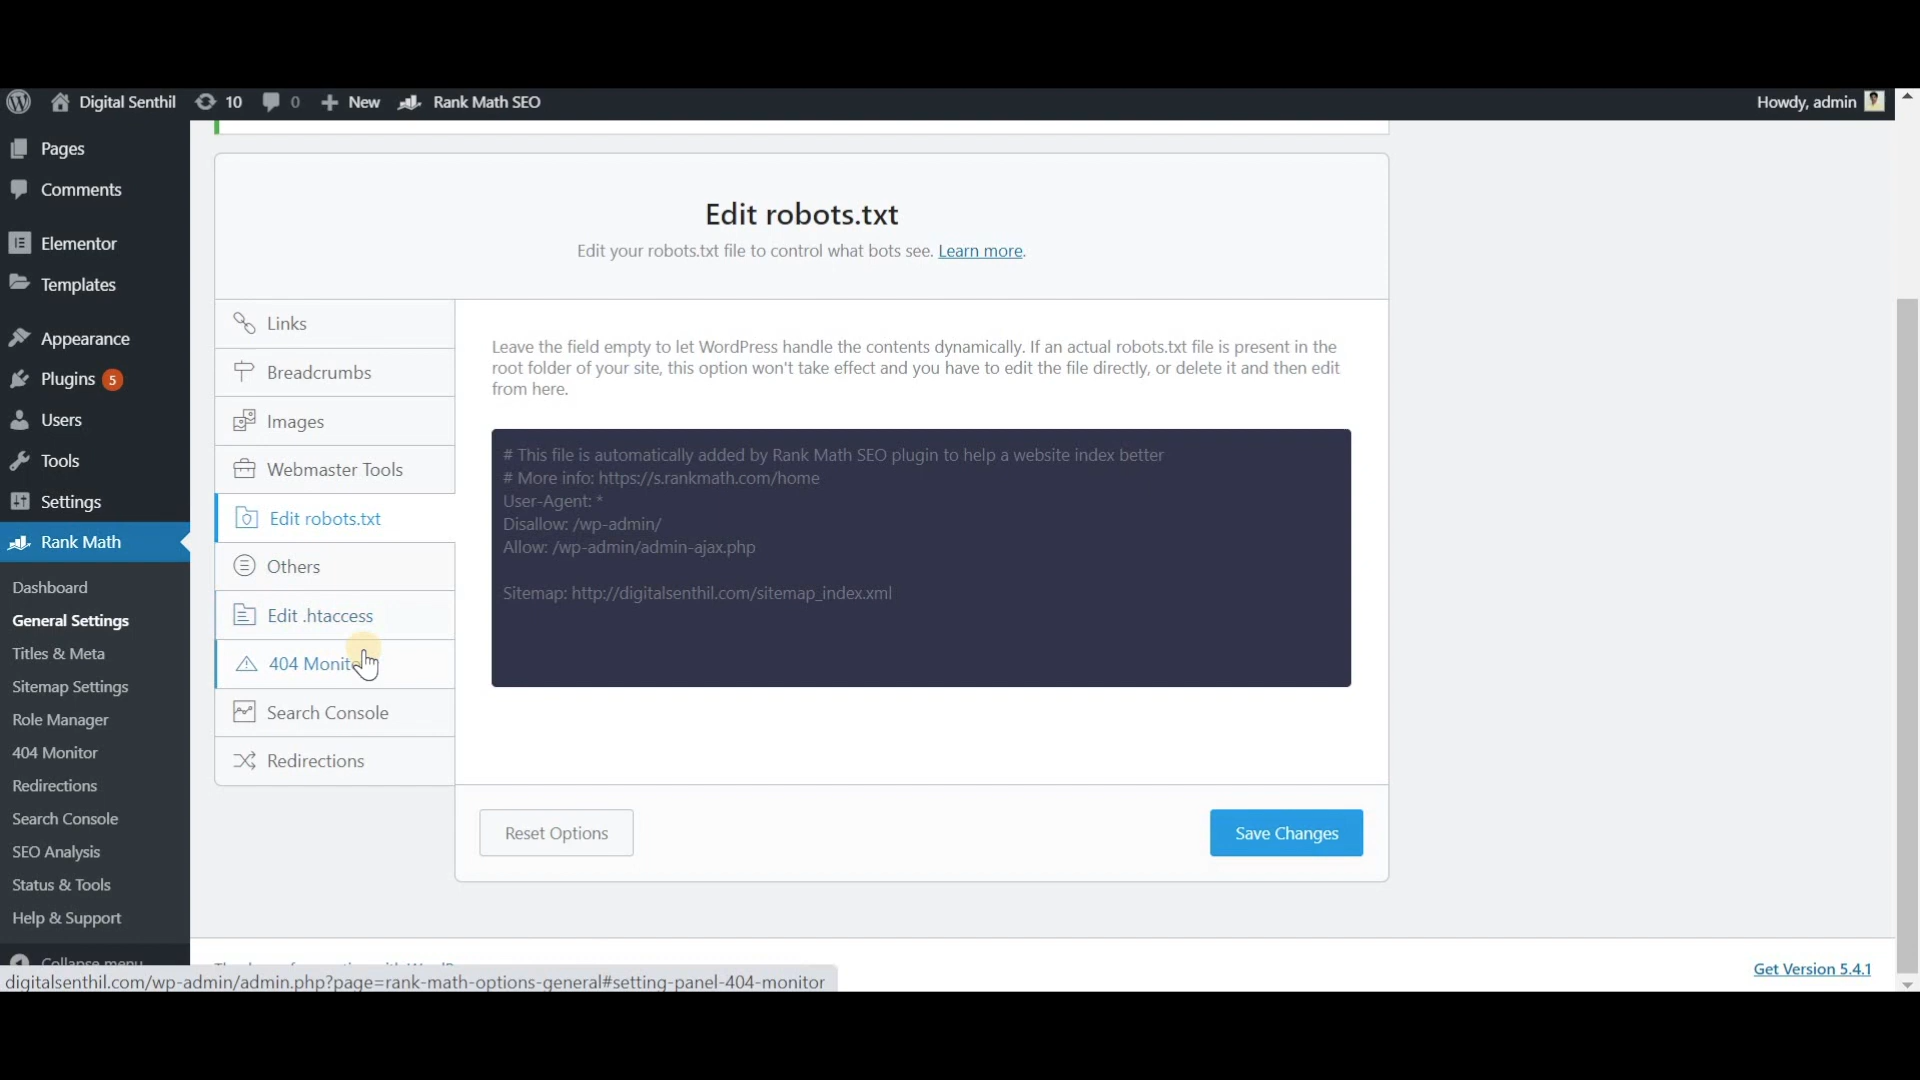 Digital Senthil 10 0 New Rank Math SEO Howdy, admin
Pages
Comments
Elementor
Templates
Appearance
Plugins 5
Users
Tools
Settings
Rank Math
Dashboard
General Settings
Titles & Meta
Sitemap Settings
Role Manager
404 Monitor
Redirections
Search Console
SEO Analysis
Status & Tools
Help & Support
Collapse menu
Edit robots.txt
Edit your robots.txt file to control what bots see. Learn more.
Links
Breadcrumbs
Images
Webmaster Tools
Edit robots.txt
Others
Edit .htaccess
404 Monito
Search Console
Redirections
Leave the field empty to let WordPress handle the contents dynamically. If an actual robots.txt file is present in the
root folder of your site, this option won't take effect and you have to edit the file directly, or delete it and then edit
from here.
# This file is automatically added by Rank Math SEO plugin to help a website index better
# More info: https://s.rankmath.com/home
User-Agent: *
Disallow: /wp-admin/
Allow: /wp-admin/admin-ajax.php
Sitemap: http://digitalsenthil.com/sitemap_index.xml
Reset Options
Save Changes
Get Version 5.4.1
digitalsenthil.com/wp-admin/admin.php?page=rank-math-options-general#setting-panel-404-monitor